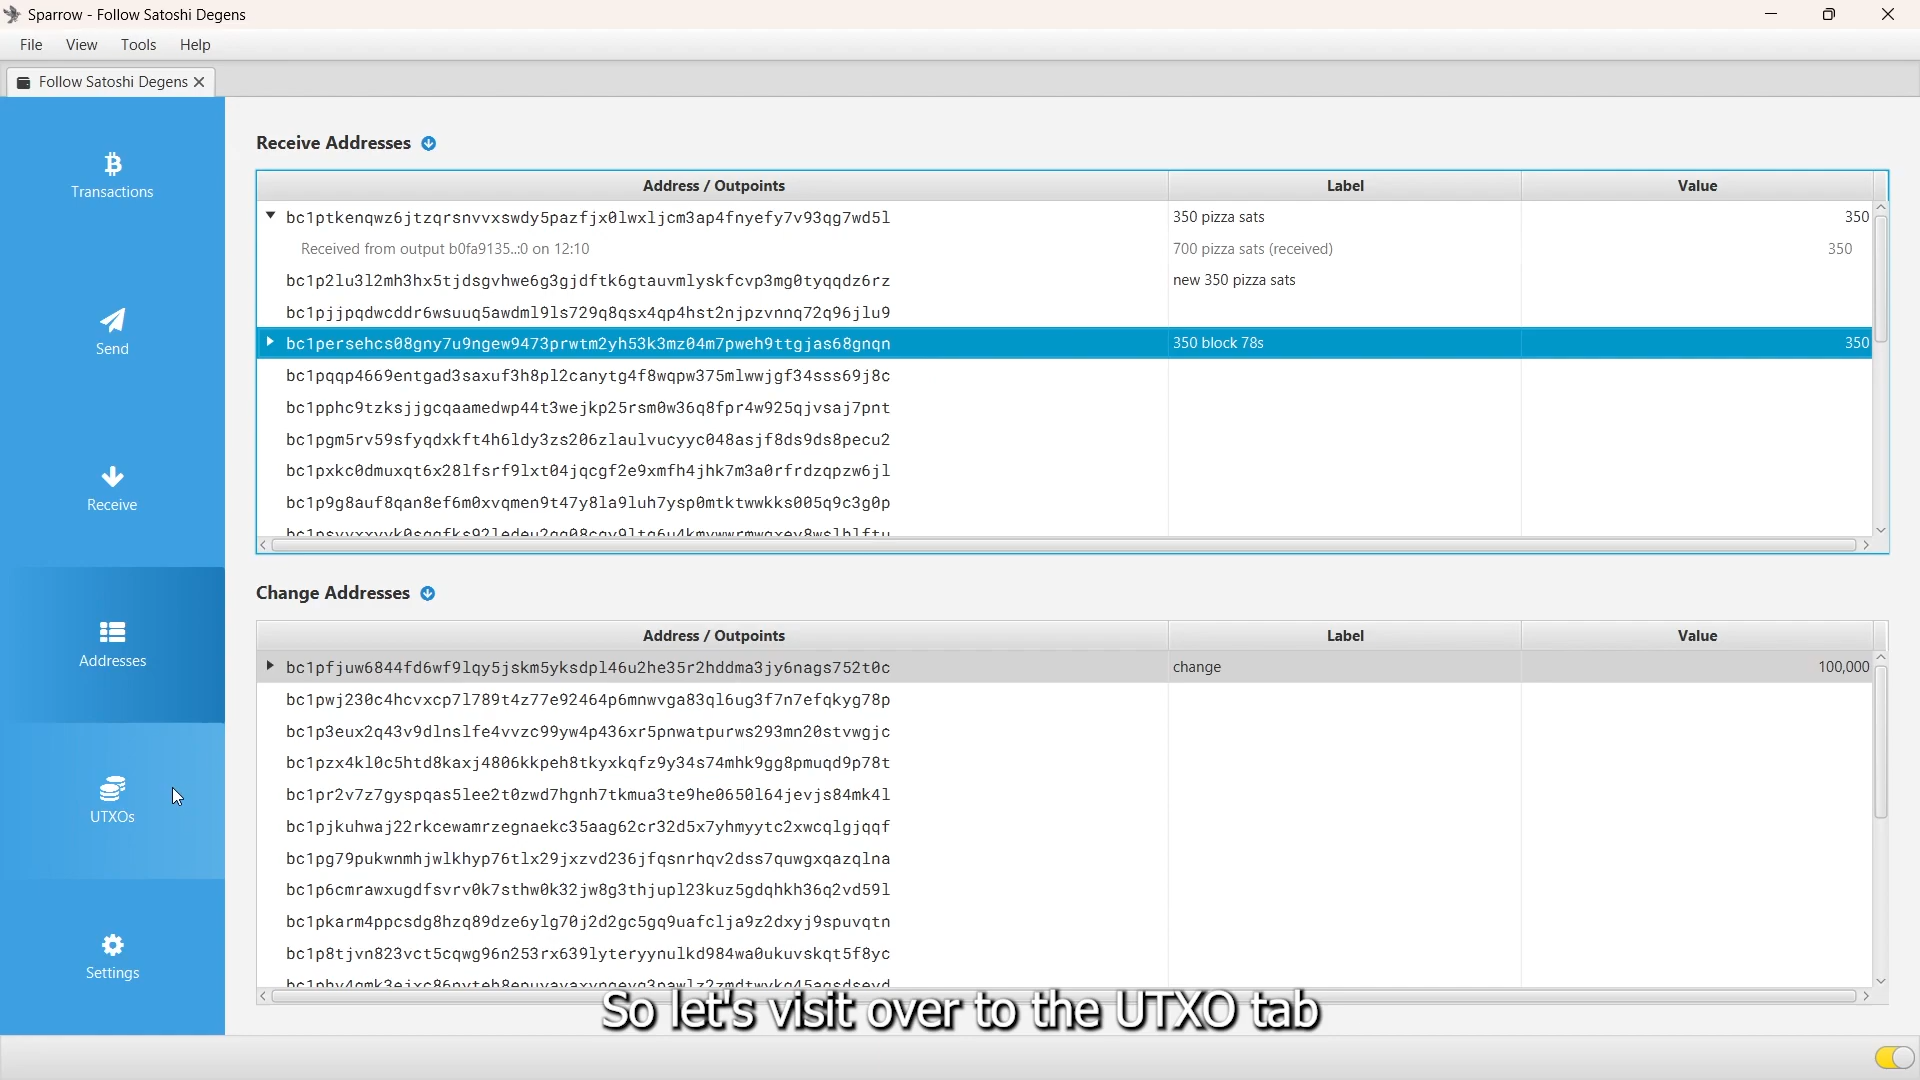 Sparrow - Follow Satoshi Degens
File View Tools Help
Follow Satoshi Degens
Transactions
Send
Receive
Addresses
UTXOs
Settings
Receive Addresses
Address / Outpoints Label Value
bc1ptkenqwz6jtzqrsnvvxswdy5pazfjx0lwxljcm3ap4fnyefy7v93qg7wd5l 350 pizza sats 350
Received from output b0fa9135..:0 on 12:10 700 pizza sats (received) 350
bc1p2lu3l2mh3hx5tjdsgvhwe6g3gjdftk6gtauvmlyskfcvp3mg0tyqqdz6rz new 350 pizza sats
bc1pjjpqdwcddr6wsuuq5awdml9ls729q8qsx4qp4hst2njpzvnnq72q96jlu9
bc1persehcs08gny7u9ngew9473prwtm2yh53k3mz04m7pweh9ttgjas68gnqn 350 block 78s 350
bc1pqqp4669entgad3saxuf3h8pl2canytg4f8wqpw375mlwwjgf34sss69j8c
bc1pphc9tzksjjgcqaamedwp44t3wejkp25rsm0w36q8fpr4w925qjvsaj7pnt
bc1pgm5rv59sfyqdxkft4h6ldy3zs206zlaulvucyyc048asjf8ds9ds8pecu2
bc1pxkc0dmuxqt6x28lfsrf9lxt04jqcgf2e9xmfh4jhk7m3a0rfrdzqpzw6jl
bc1p9g8auf8qan8ef6m0xvqmen9t47y8la9luh7ysp0mtktwwkks005q9c3g0p
Change Addresses
Address / Outpoints Label Value
bc1pfjuw6844fd6wf9lqy5jskm5yksdpl46u2he35r2hddma3jy6nags752t0c change 100,000
bc1pwj230c4hcvxcp7l789t4z77e92464p6mnwvga83ql6ug3f7n7efqkyg78p
bc1p3eux2q43v9dlnslfe4vvzc99yw4p436xr5pnwatpurws293mn20stvwgjc
bc1pzx4kl0c5htd8kaxj4806kkpeh8tkyxkqfz9y34s74mhk9gg8pmuqd9p78t
bc1pr2v7z7gyspqas5lee2t0zwd7hgnh7tkmua3te9he0650l64jevjs84mk4l
bc1pjkuhwaj22rkcewamrzegnaekc35aag62cr32d5x7yhmyytc2xwcqlgjqqf
bc1pg79pukwnmhjwlkhyp76tlx29jxzvd236jfqsnrhqv2dss7quwgxqazqlna
bc1p6cmrawxugdfsvrv0k7sthw0k32jw8g3thjupl23kuz5gdqhkh36q2vd59l
bc1pkarm4ppcsdg8hzq89dze6ylg70j2d2gc5gq9uafclja9z2dxyj9spuvqtn
bc1p8tjvn823vct5cqwg96n253rx639lyteryynulkd984wa0ukuvskqt5f8yc
So let's visit over to the UTXO tab